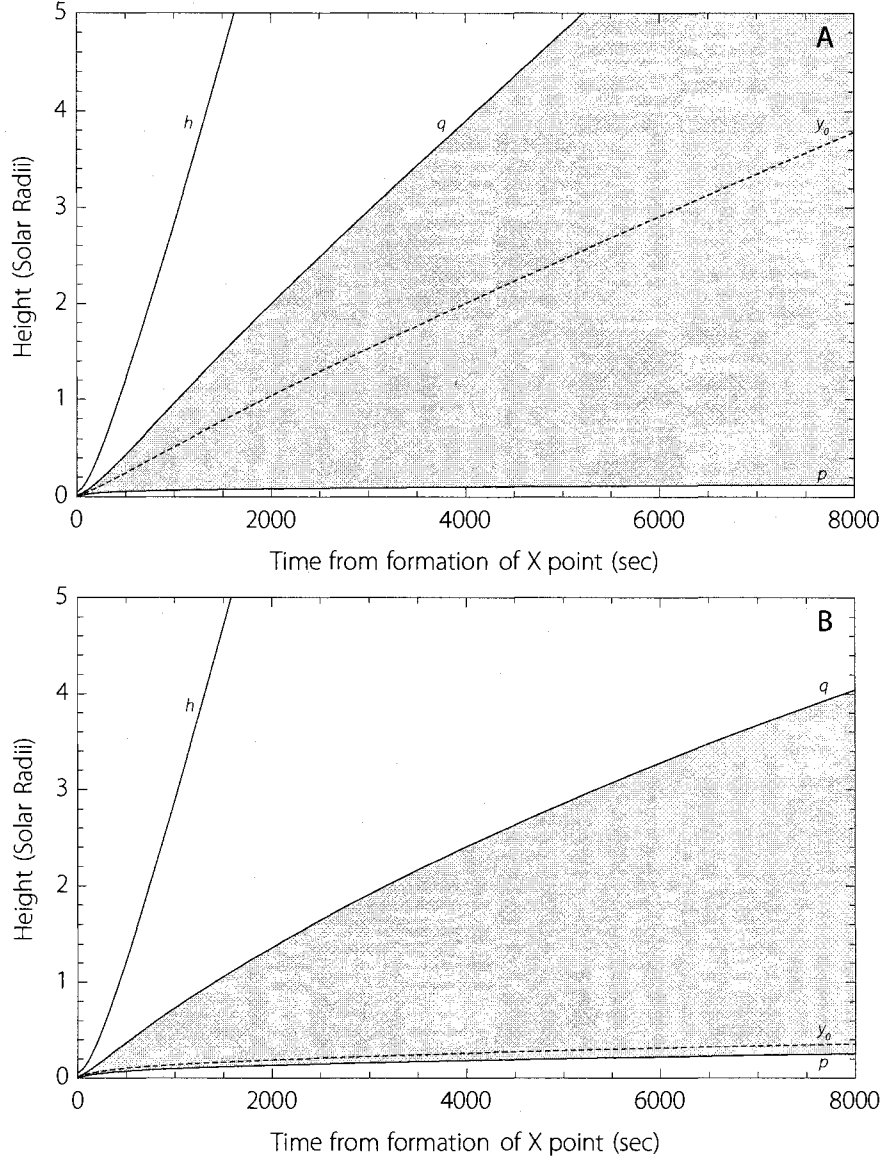 5
A
h
q
y₀
4
3
2
1
0
p
Height (Solar Radii)
0 2000 4000 6000 8000
Time from formation of X point (sec)
5
B
h
q
4
3
2
1
0
y₀
p
Height (Solar Radii)
0 2000 4000 6000 8000
Time from formation of X point (sec)